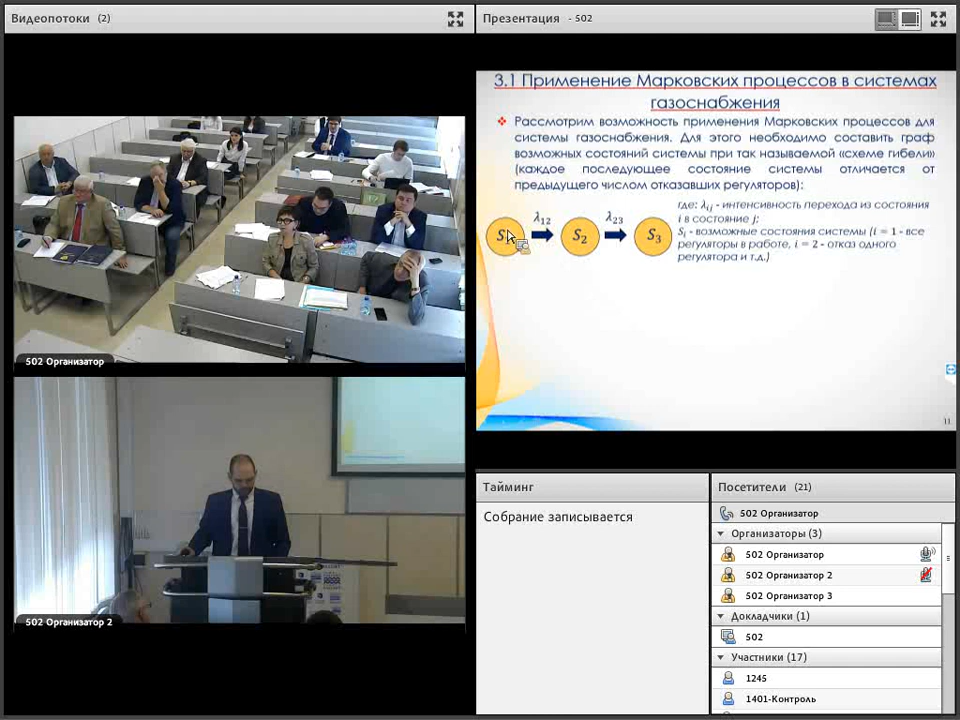 Видеопотоки (2)
502 Организатор
502 Организатор 2
Презентация - 502
3.1 Применение Марковских процессов в системах
газоснабжения
Рассмотрим возможность применения Марковских процессов для
системы газоснабжения. Для этого необходимо составить граф
возможных состояний системы при так называемой «схеме гибели»
(каждое последующее состояние системы отличается от
предыдущего числом отказавших регуляторов):
S λ₁₂ S₂ λ₂₃ S₃
где: λᵢⱼ - интенсивность перехода из состояния
i в состояние j;
Sᵢ - возможные состояния системы (i = 1 - все
регуляторы в работе, i = 2 - отказ одного
регулятора и т.д.)
11
Тайминг
Собрание записывается
Посетители (21)
502 Организатор
Организаторы (3)
502 Организатор
502 Организатор 2
502 Организатор 3
Докладчики (1)
502
Участники (17)
1245
1401-Контроль